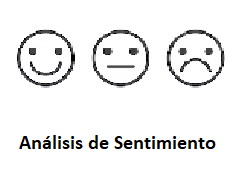 Análisis de Sentimiento